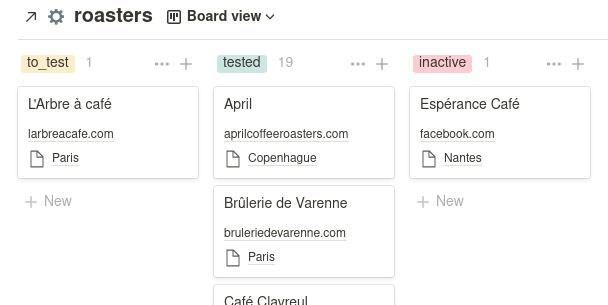 roasters Board view
to_test 1
L'Arbre à café
larbreacafe.com
Paris
New
tested 19
April
aprilcoffeeroasters.com
Copenhague
Brûlerie de Varenne
bruleriedevarenne.com
Paris
Café Clavreul
inactive 1
Espérance Café
facebook.com
Nantes
New